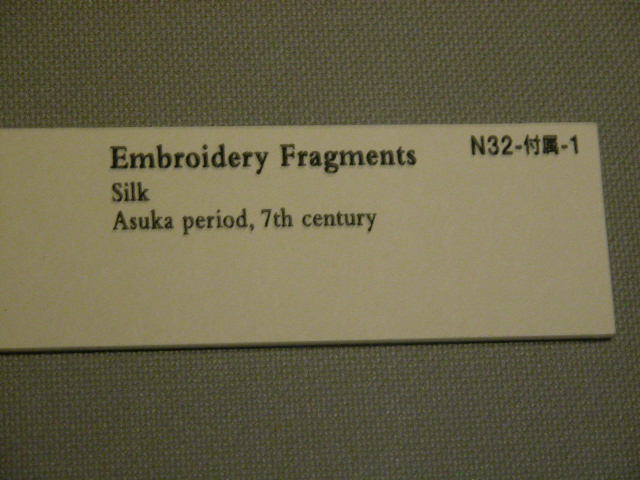 Embroidery Fragments N32-付属-1
Silk
Asuka period, 7th century